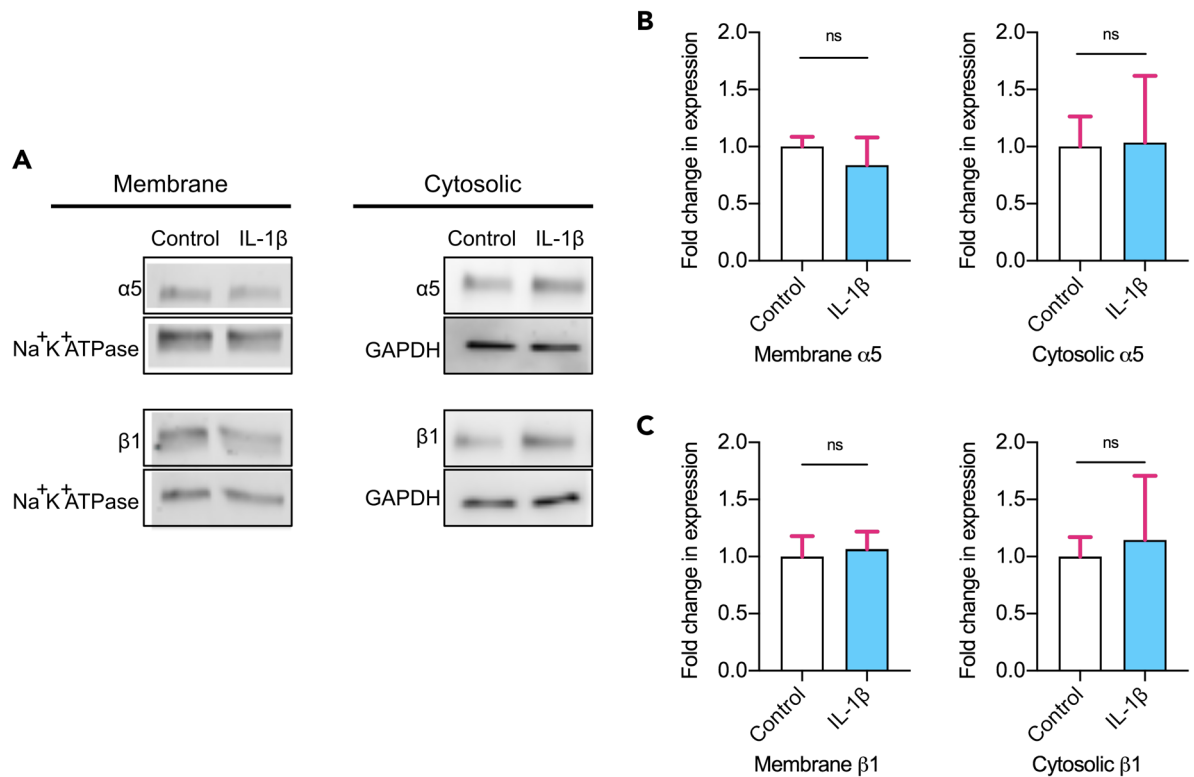 A
Membrane
Cytosolic
Control IL-1β
Control IL-1β
α5
Na+K+ATPase
β1
Na+K+ATPase
α5
GAPDH
β1
GAPDH
B
Fold change in expression
2.0
1.5
1.0
0.5
0.0
ns
Control
IL-1β
Membrane α5
Fold change in expression
2.0
1.5
1.0
0.5
0.0
ns
Control
IL-1β
Cytosolic α5
C
Fold change in expression
2.0
1.5
1.0
0.5
0.0
ns
Control
IL-1β
Membrane β1
Fold change in expression
2.0
1.5
1.0
0.5
0.0
ns
Control
IL-1β
Cytosolic β1